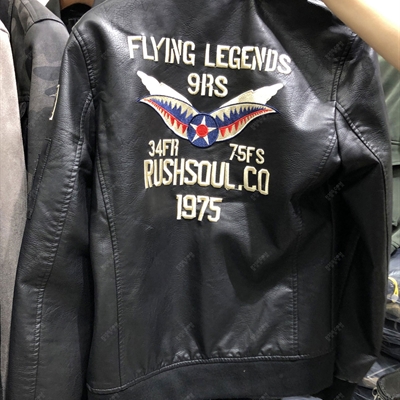 FLYING LEGENDS
9RS
34FR 75FS
RUSHSOUL.CO
1975